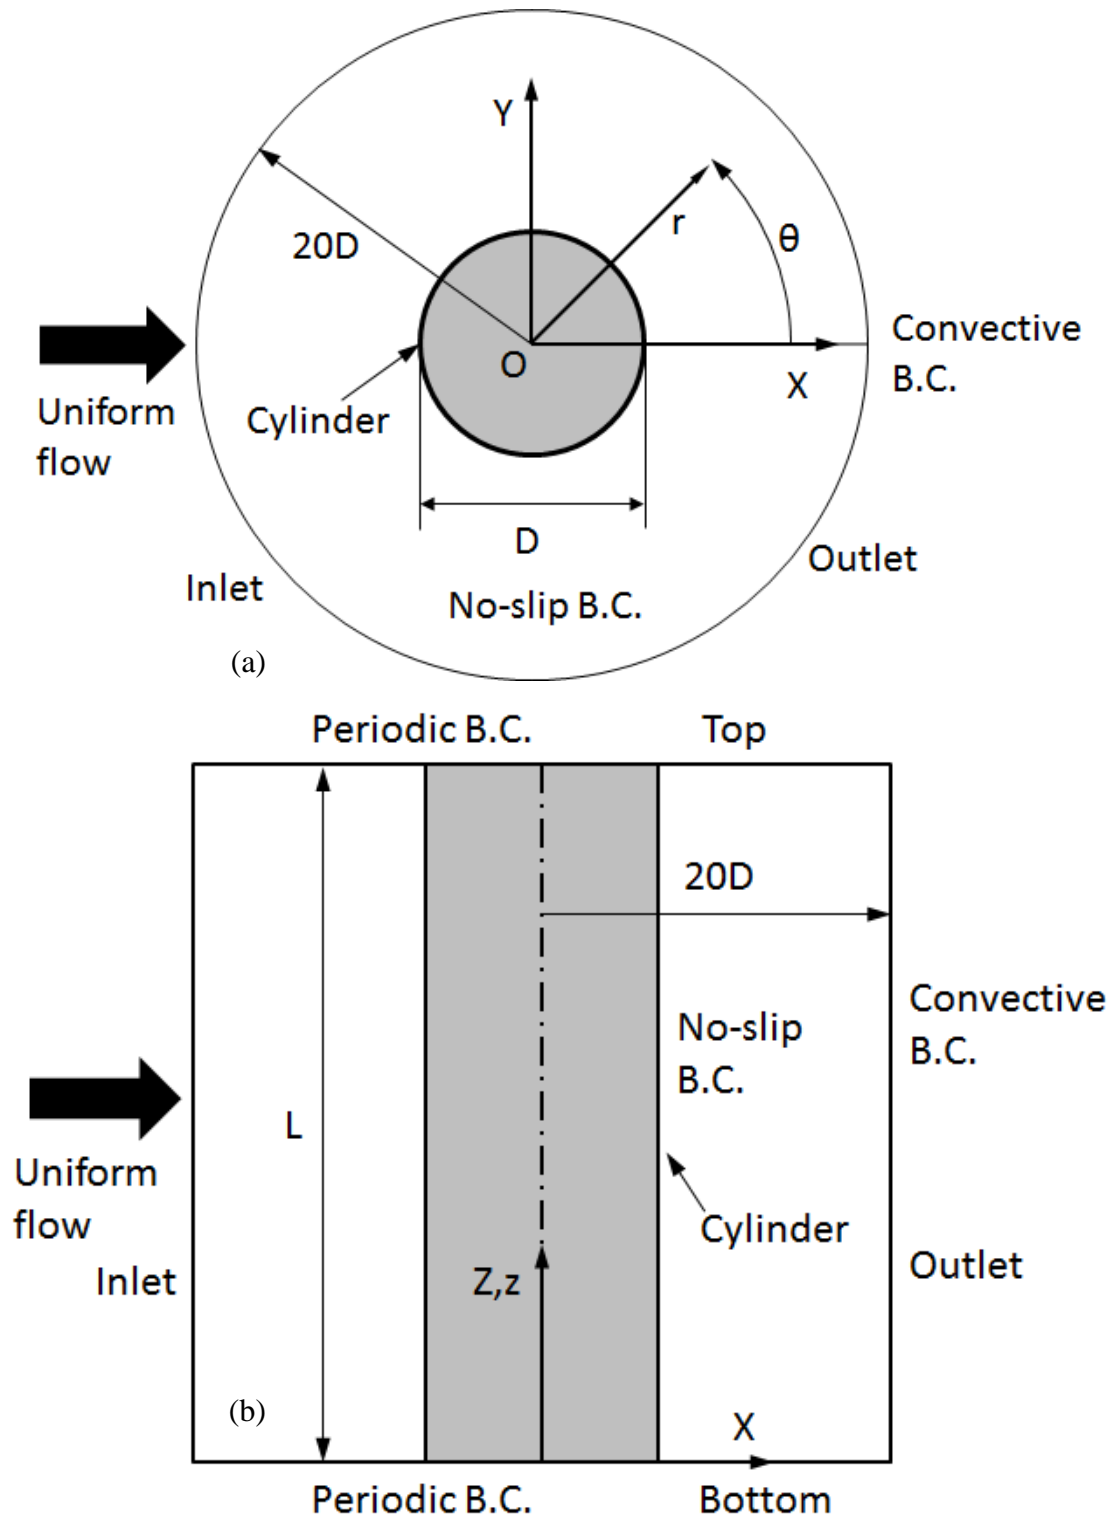 Y
r
θ
20D
O
X
Convective
B.C.
Uniform
flow
Cylinder
D
Inlet
Outlet
No-slip B.C.
(a)
Periodic B.C.
Top
20D
No-slip
B.C.
Convective
B.C.
L
Uniform
flow
Cylinder
Inlet
Z,z
Outlet
(b)
X
Periodic B.C.
Bottom